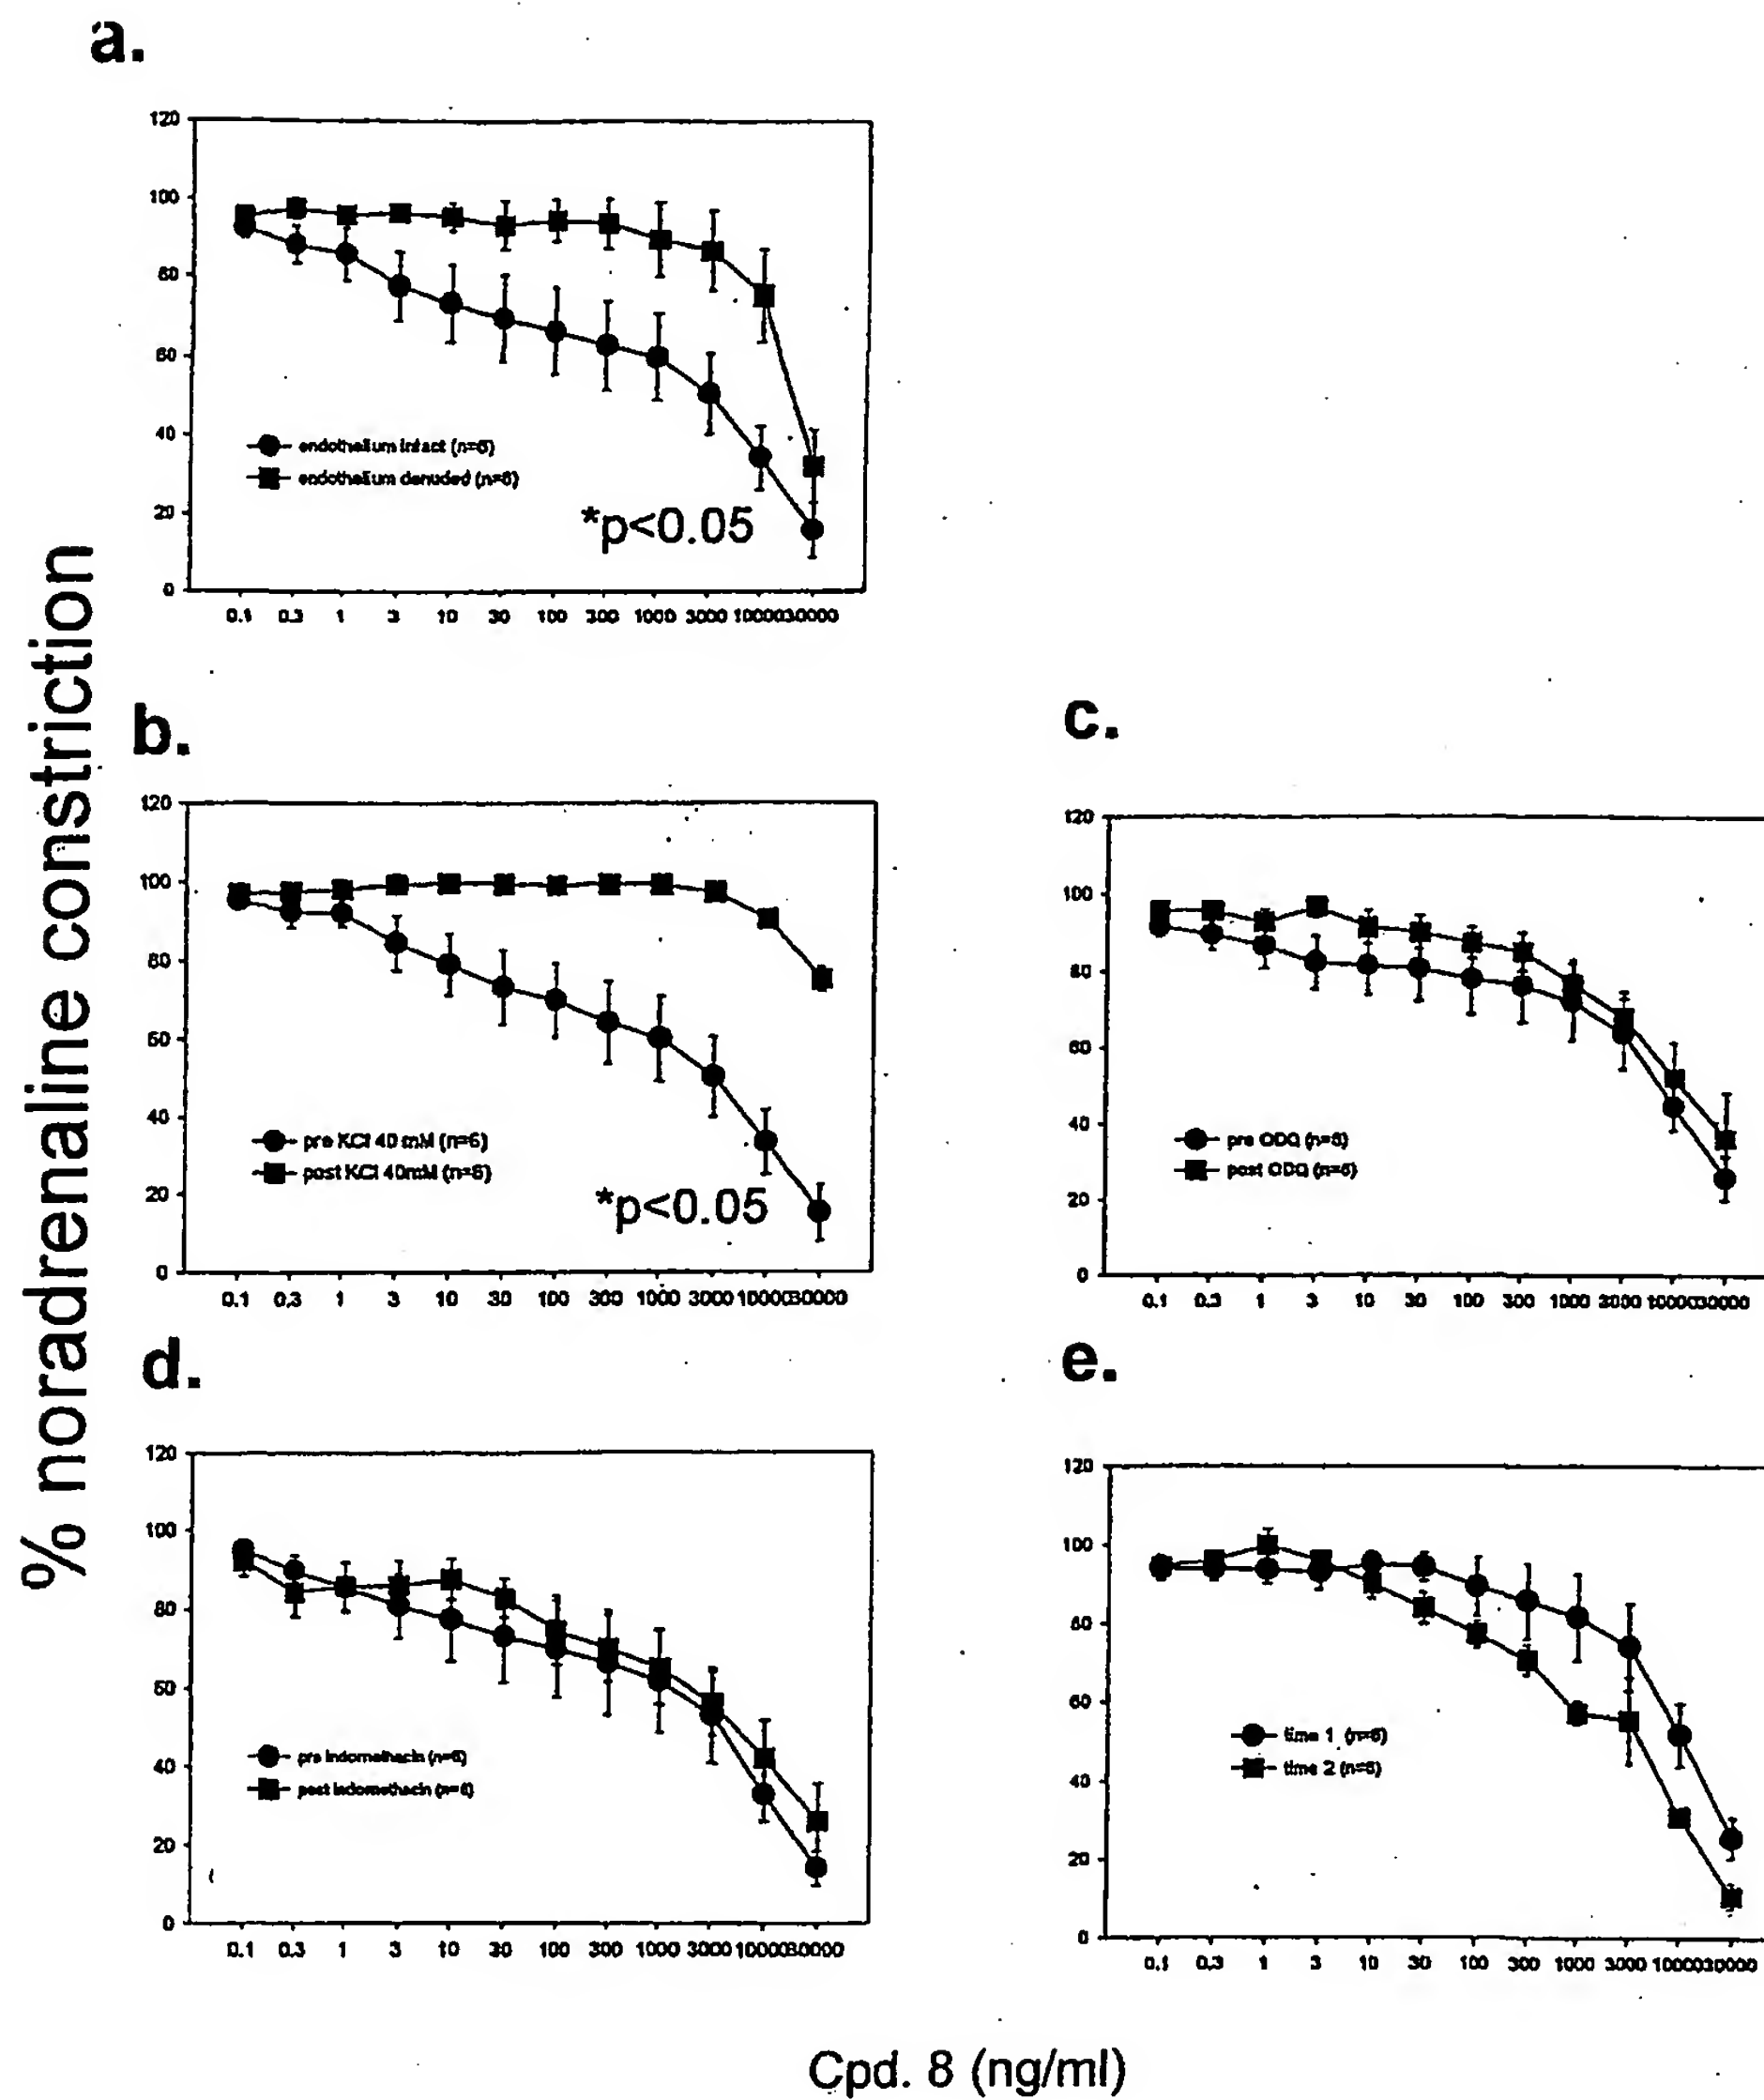 a.
120
100
80
60
40
20
0
endothelium intact (n=6)
endothelium denuded (n=6)
*p<0.05
0.1 0.3 1 3 10 30 100 300 1000 3000 10000 30000
% noradrenaline constriction
b.
120
100
80
60
40
20
0
pre KCl 40 mM (n=6)
post KCl 40mM (n=6)
*p<0.05
0.1 0.3 1 3 10 30 100 300 1000 3000 10000 30000
c.
120
100
80
60
40
20
0
pre ODQ (n=6)
post ODQ (n=6)
0.1 0.3 1 3 10 30 100 300 1000 3000 10000 30000
d.
120
100
80
60
40
20
0
pre indomethacin (n=6)
post indomethacin (n=6)
0.1 0.3 1 3 10 30 100 300 1000 3000 10000 30000
e.
120
100
80
60
40
20
0
time 1 (n=6)
time 2 (n=6)
0.1 0.3 1 3 10 30 100 300 1000 3000 10000 30000
Cpd. 8 (ng/ml)